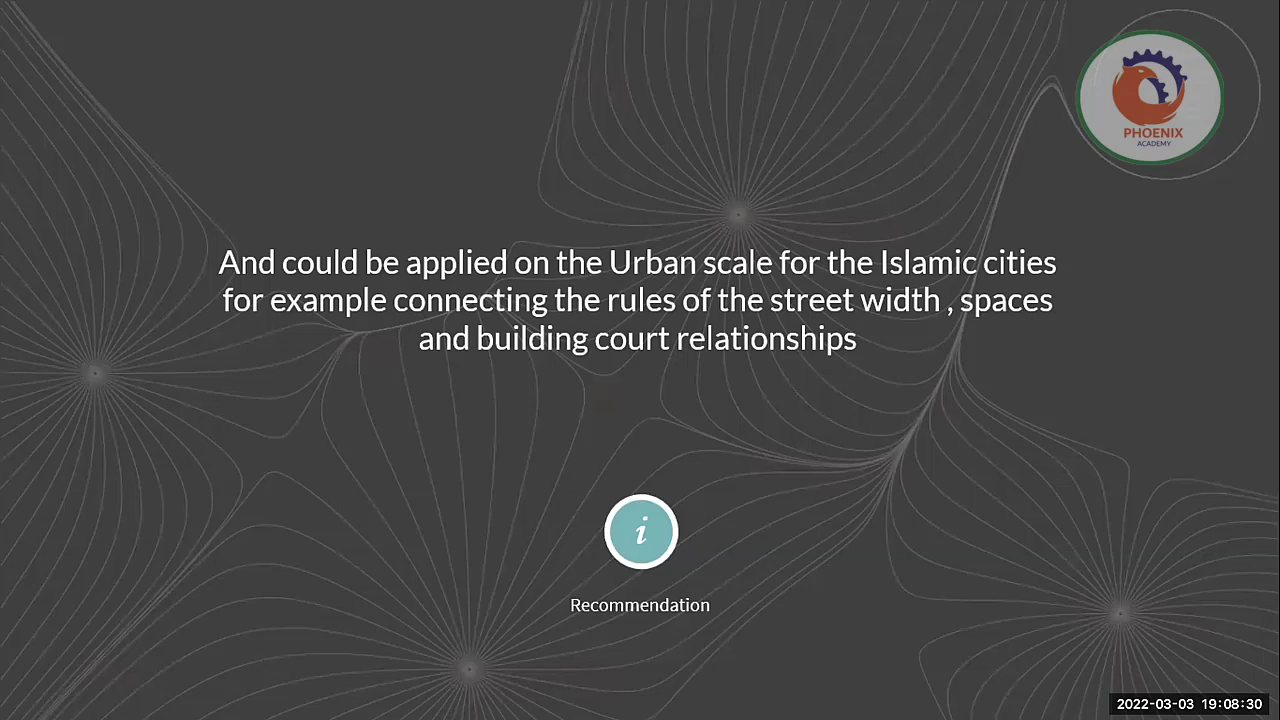 PHOENIX
ACADEMY
And could be applied on the Urban scale for the Islamic cities
for example connecting the rules of the street width , spaces
and building court relationships
i
Recommendation
2022-03-03 19:08:30